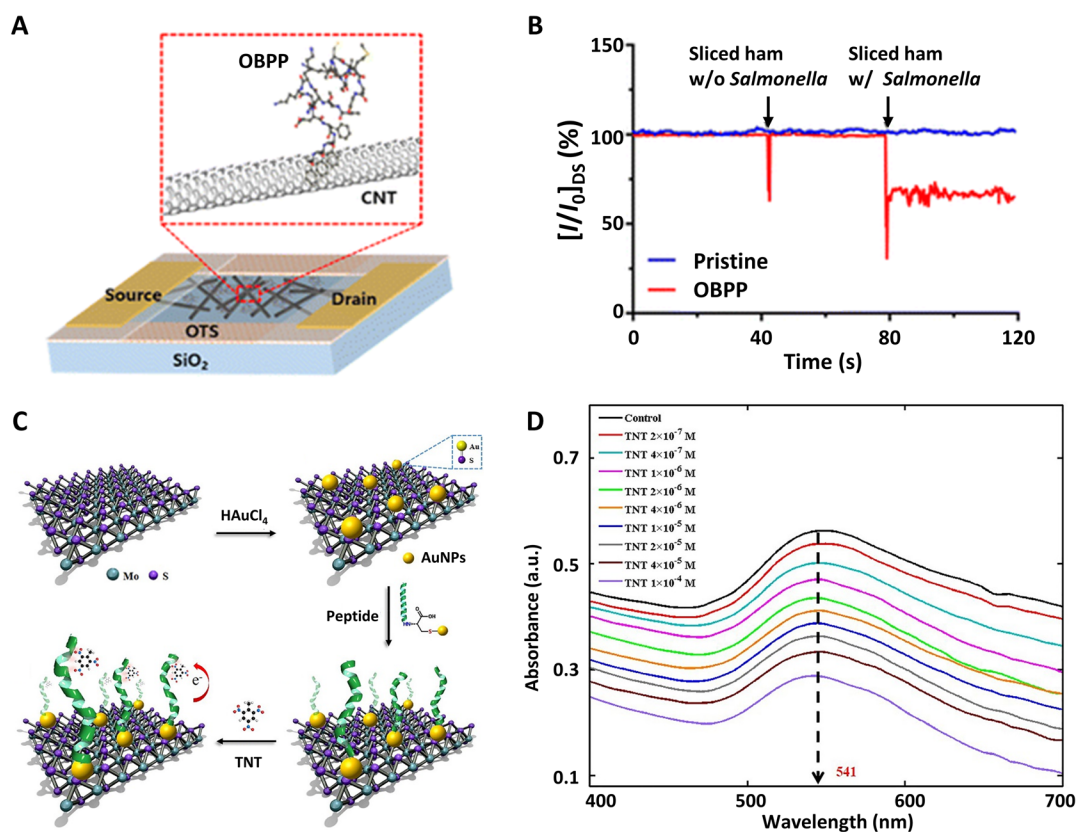 A
OBPP
CNT
Source
Drain
OTS
SiO₂
B
150
100
50
0
[I/I₀]DS (%)
Sliced ham
w/o Salmonella
Sliced ham
w/ Salmonella
Pristine
OBPP
0
40
80
120
Time (s)
C
Au
S
HAuCl₄
Mo
S
AuNPs
Peptide
OH
O
HN
S
e⁻
TNT
D
Control
TNT 2×10⁻⁷ M
TNT 4×10⁻⁷ M
TNT 1×10⁻⁶ M
TNT 2×10⁻⁶ M
TNT 4×10⁻⁶ M
TNT 1×10⁻⁵ M
TNT 2×10⁻⁵ M
TNT 4×10⁻⁵ M
TNT 1×10⁻⁴ M
0.7
0.5
0.3
0.1
Absorbance (a.u.)
541
400
500
600
700
Wavelength (nm)